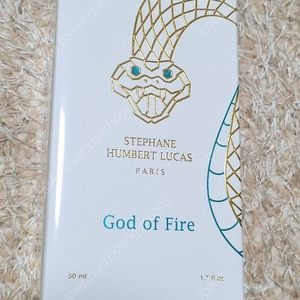 STEPHANE
HUMBERT LUCAS
PARIS
God of Fire
50 ml 1.7 fl.oz